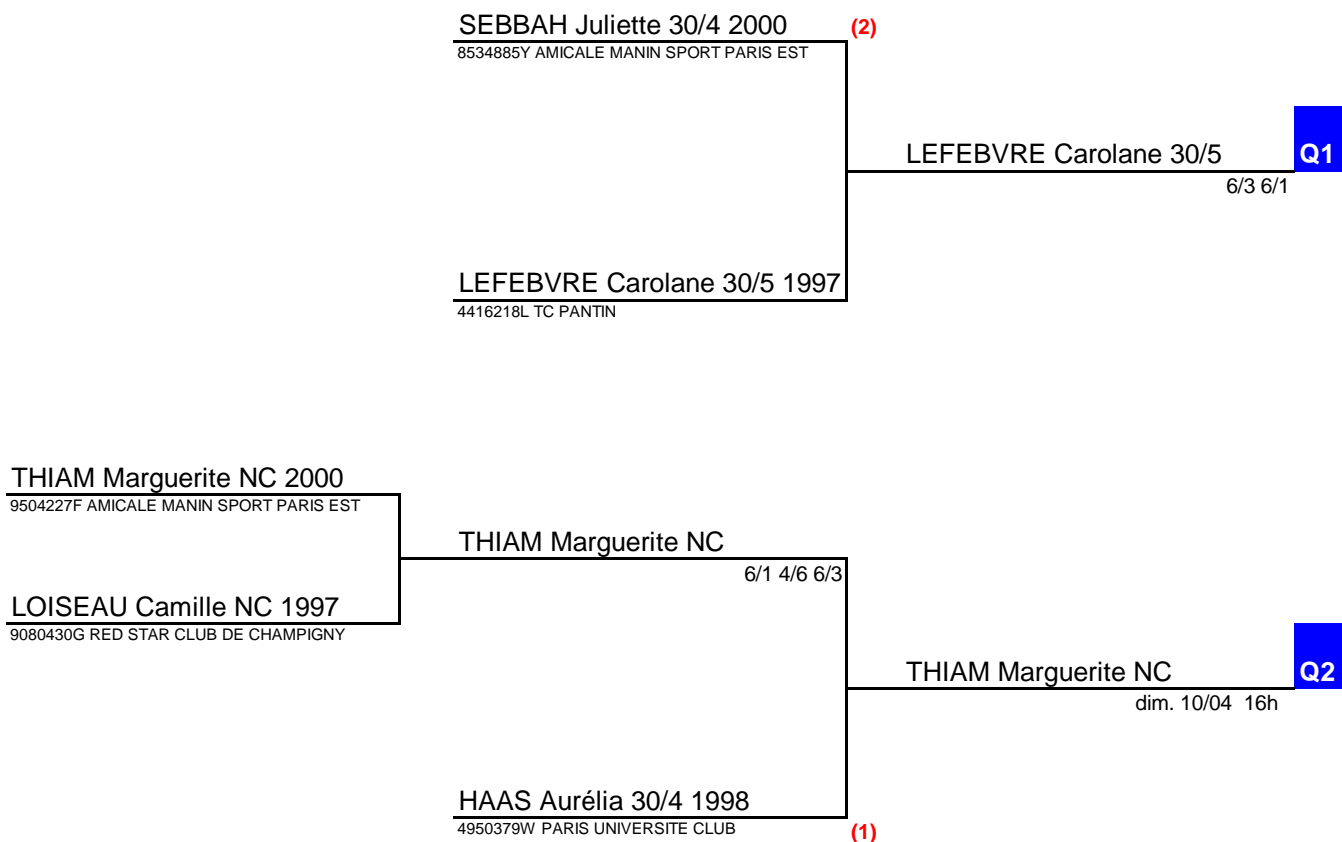 SEBBAH Juliette 30/4 2000 (2)
8534885Y AMICALE MANIN SPORT PARIS EST
LEFEBVRE Carolane 30/5 Q1
6/3 6/1
LEFEBVRE Carolane 30/5 1997
4416218L TC PANTIN
THIAM Marguerite NC 2000
9504227F AMICALE MANIN SPORT PARIS EST
THIAM Marguerite NC
6/1 4/6 6/3
LOISEAU Camille NC 1997
9080430G RED STAR CLUB DE CHAMPIGNY
THIAM Marguerite NC Q2
dim. 10/04 16h
HAAS Aurélia 30/4 1998
4950379W PARIS UNIVERSITE CLUB (1)